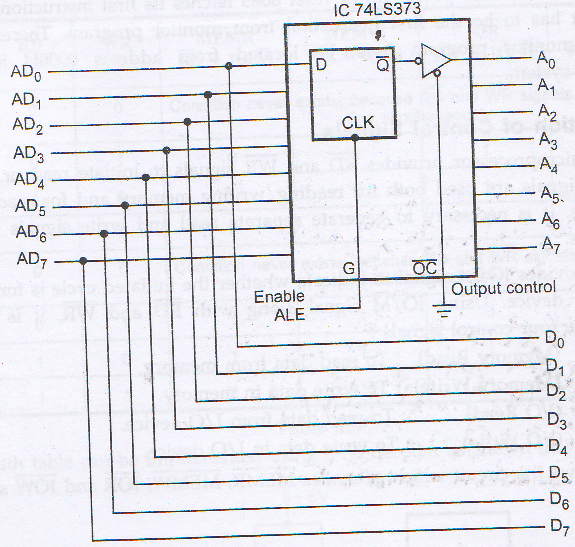 IC 74LS373
AD0
AD1
AD2
AD3
AD4
AD5
AD6
AD7
D
Q̅
CLK
G
O̅C̅
A0
A1
A2
A3
A4
A5
A6
A7
Enable
ALE
Output control
D0
D1
D2
D3
D4
D5
D6
D7